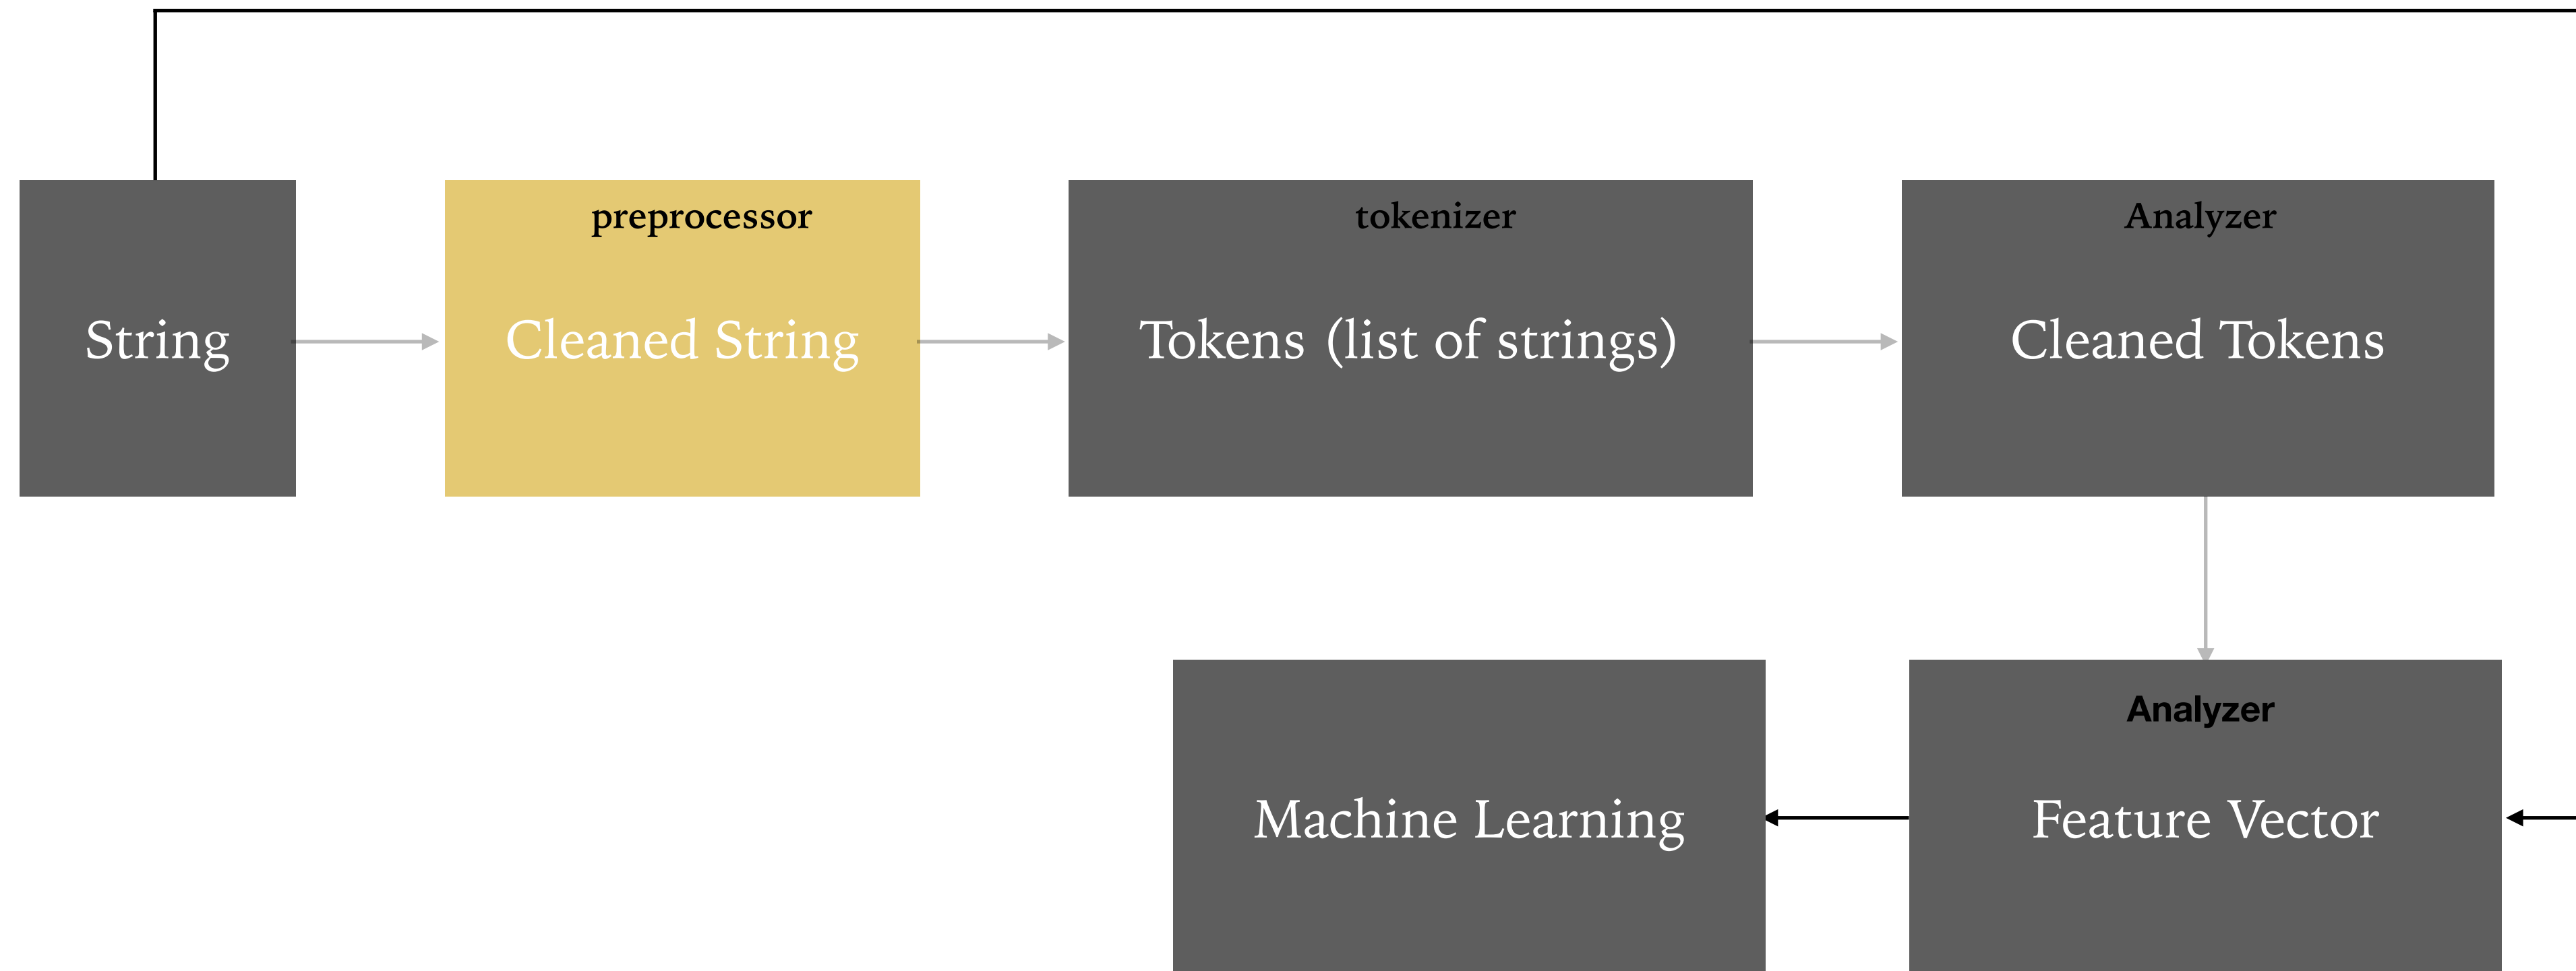 String
preprocessor
Cleaned String
tokenizer
Tokens (list of strings)
Analyzer
Cleaned Tokens
Machine Learning
Analyzer
Feature Vector